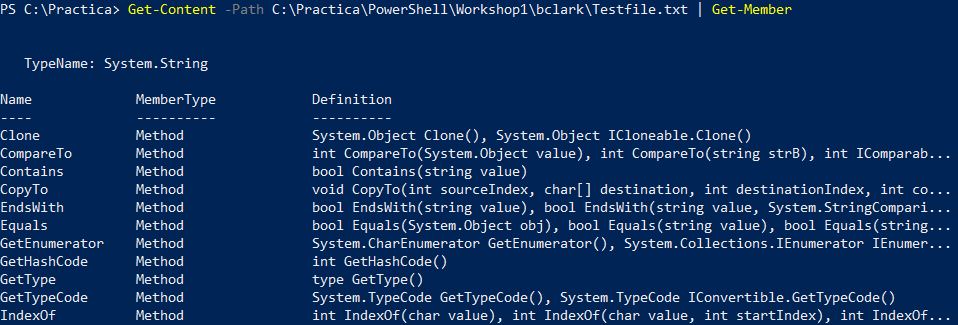 PS C:\Practica> Get-Content -Path C:\Practica\PowerShell\Workshop1\bclark\Testfile.txt | Get-Member
TypeName: System.String
Name MemberType Definition
---- ---------- ----------
Clone Method System.Object Clone(), System.Object ICloneable.Clone()
CompareTo Method int CompareTo(System.Object value), int CompareTo(string strB), int IComparab...
Contains Method bool Contains(string value)
CopyTo Method void CopyTo(int sourceIndex, char[] destination, int destinationIndex, int co...
EndsWith Method bool EndsWith(string value), bool EndsWith(string value, System.StringCompari...
Equals Method bool Equals(System.Object obj), bool Equals(string value), bool Equals(string...
GetEnumerator Method System.CharEnumerator GetEnumerator(), System.Collections.IEnumerator IEnumer...
GetHashCode Method int GetHashCode()
GetType Method type GetType()
GetTypeCode Method System.TypeCode GetTypeCode(), System.TypeCode IConvertible.GetTypeCode()
IndexOf Method int IndexOf(char value), int IndexOf(char value, int startIndex), int IndexOf...